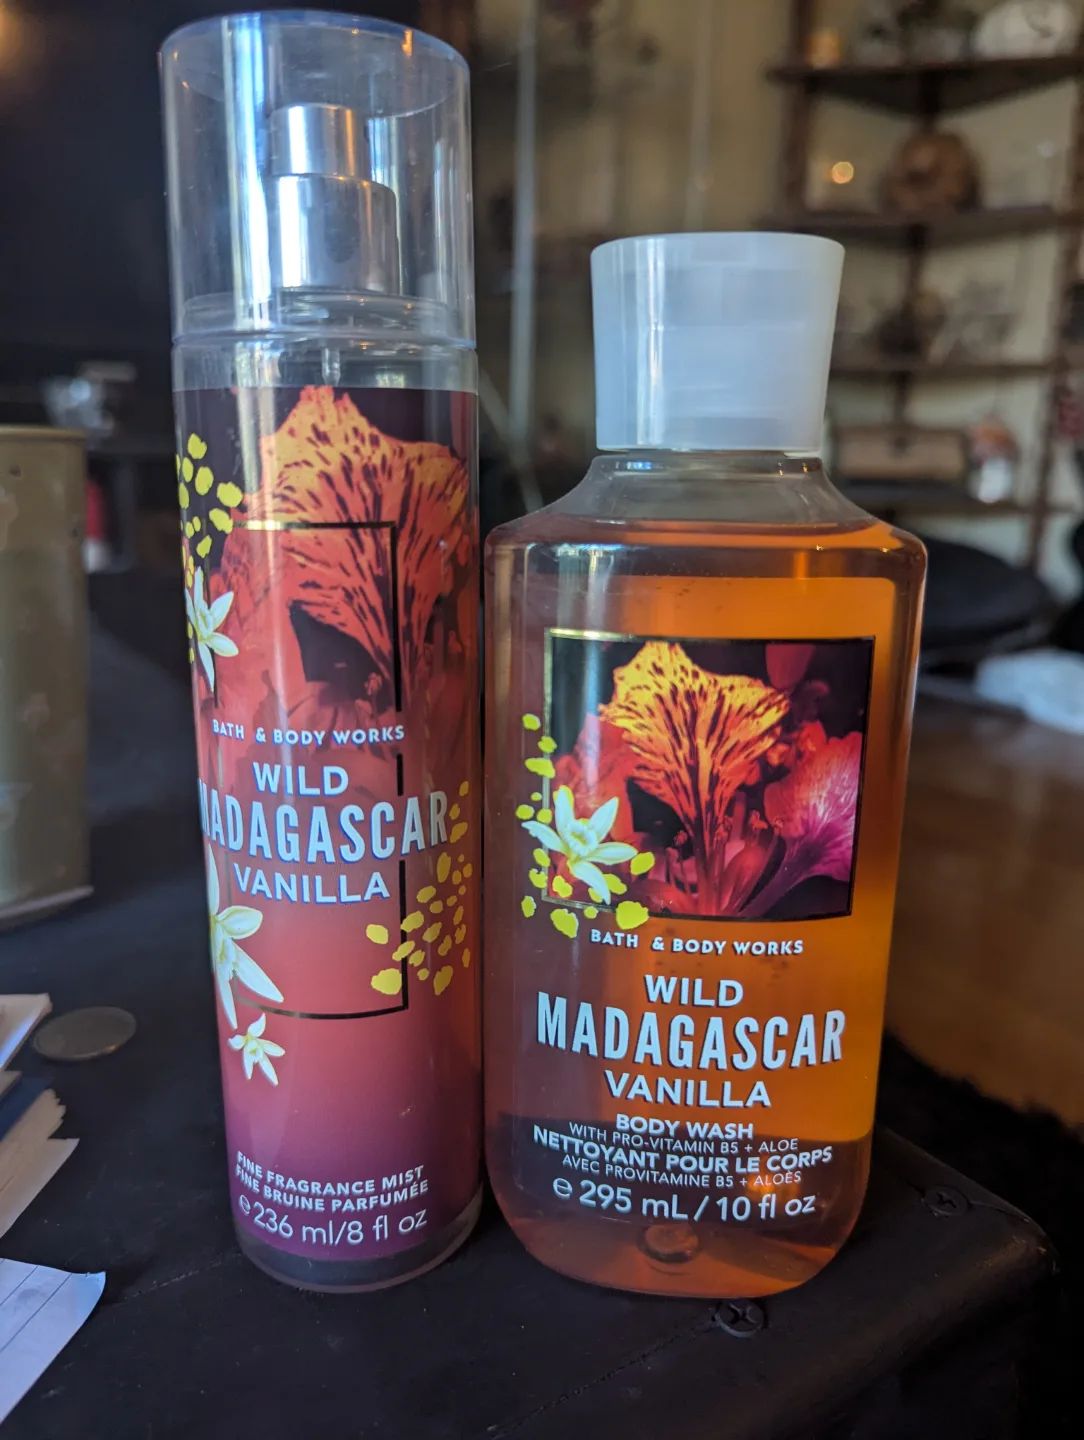 BATH & BODY WORKS
WILD
MADAGASCAR
VANILLA
FINE FRAGRANCE MIST
FINE BRUINE PARFUMÉE
℮ 236 ml/8 fl oz
BATH & BODY WORKS
WILD
MADAGASCAR
VANILLA
BODY WASH
WITH PRO-VITAMIN B5 + ALOE
NETTOYANT POUR LE CORPS
AVEC PROVITAMINE B5 + ALOÈS
℮ 295 mL / 10 fl oz